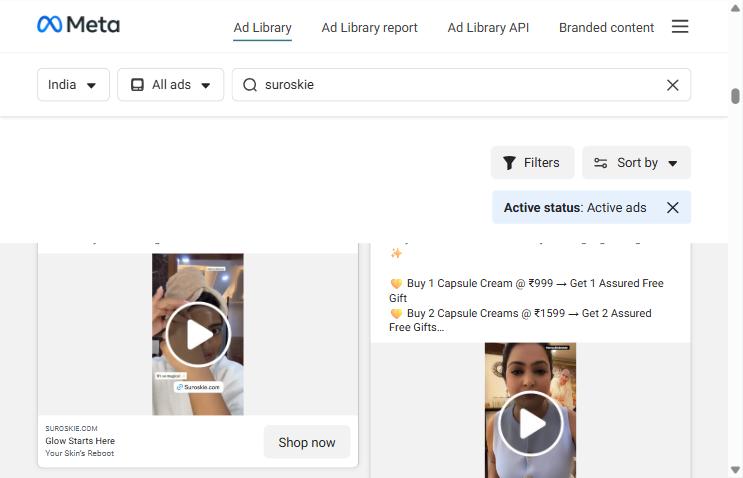 Meta
Ad Library
Ad Library report
Ad Library API
Branded content
India
All ads
suroskie
Filters
Sort by
Active status: Active ads
Suroskie.com
SUROSKIE.COM
Glow Starts Here
Your Skin's Reboot
Shop now
✨
💛 Buy 1 Capsule Cream @ ₹999 → Get 1 Assured Free
Gift
💛 Buy 2 Capsule Creams @ ₹1599 → Get 2 Assured
Free Gifts...